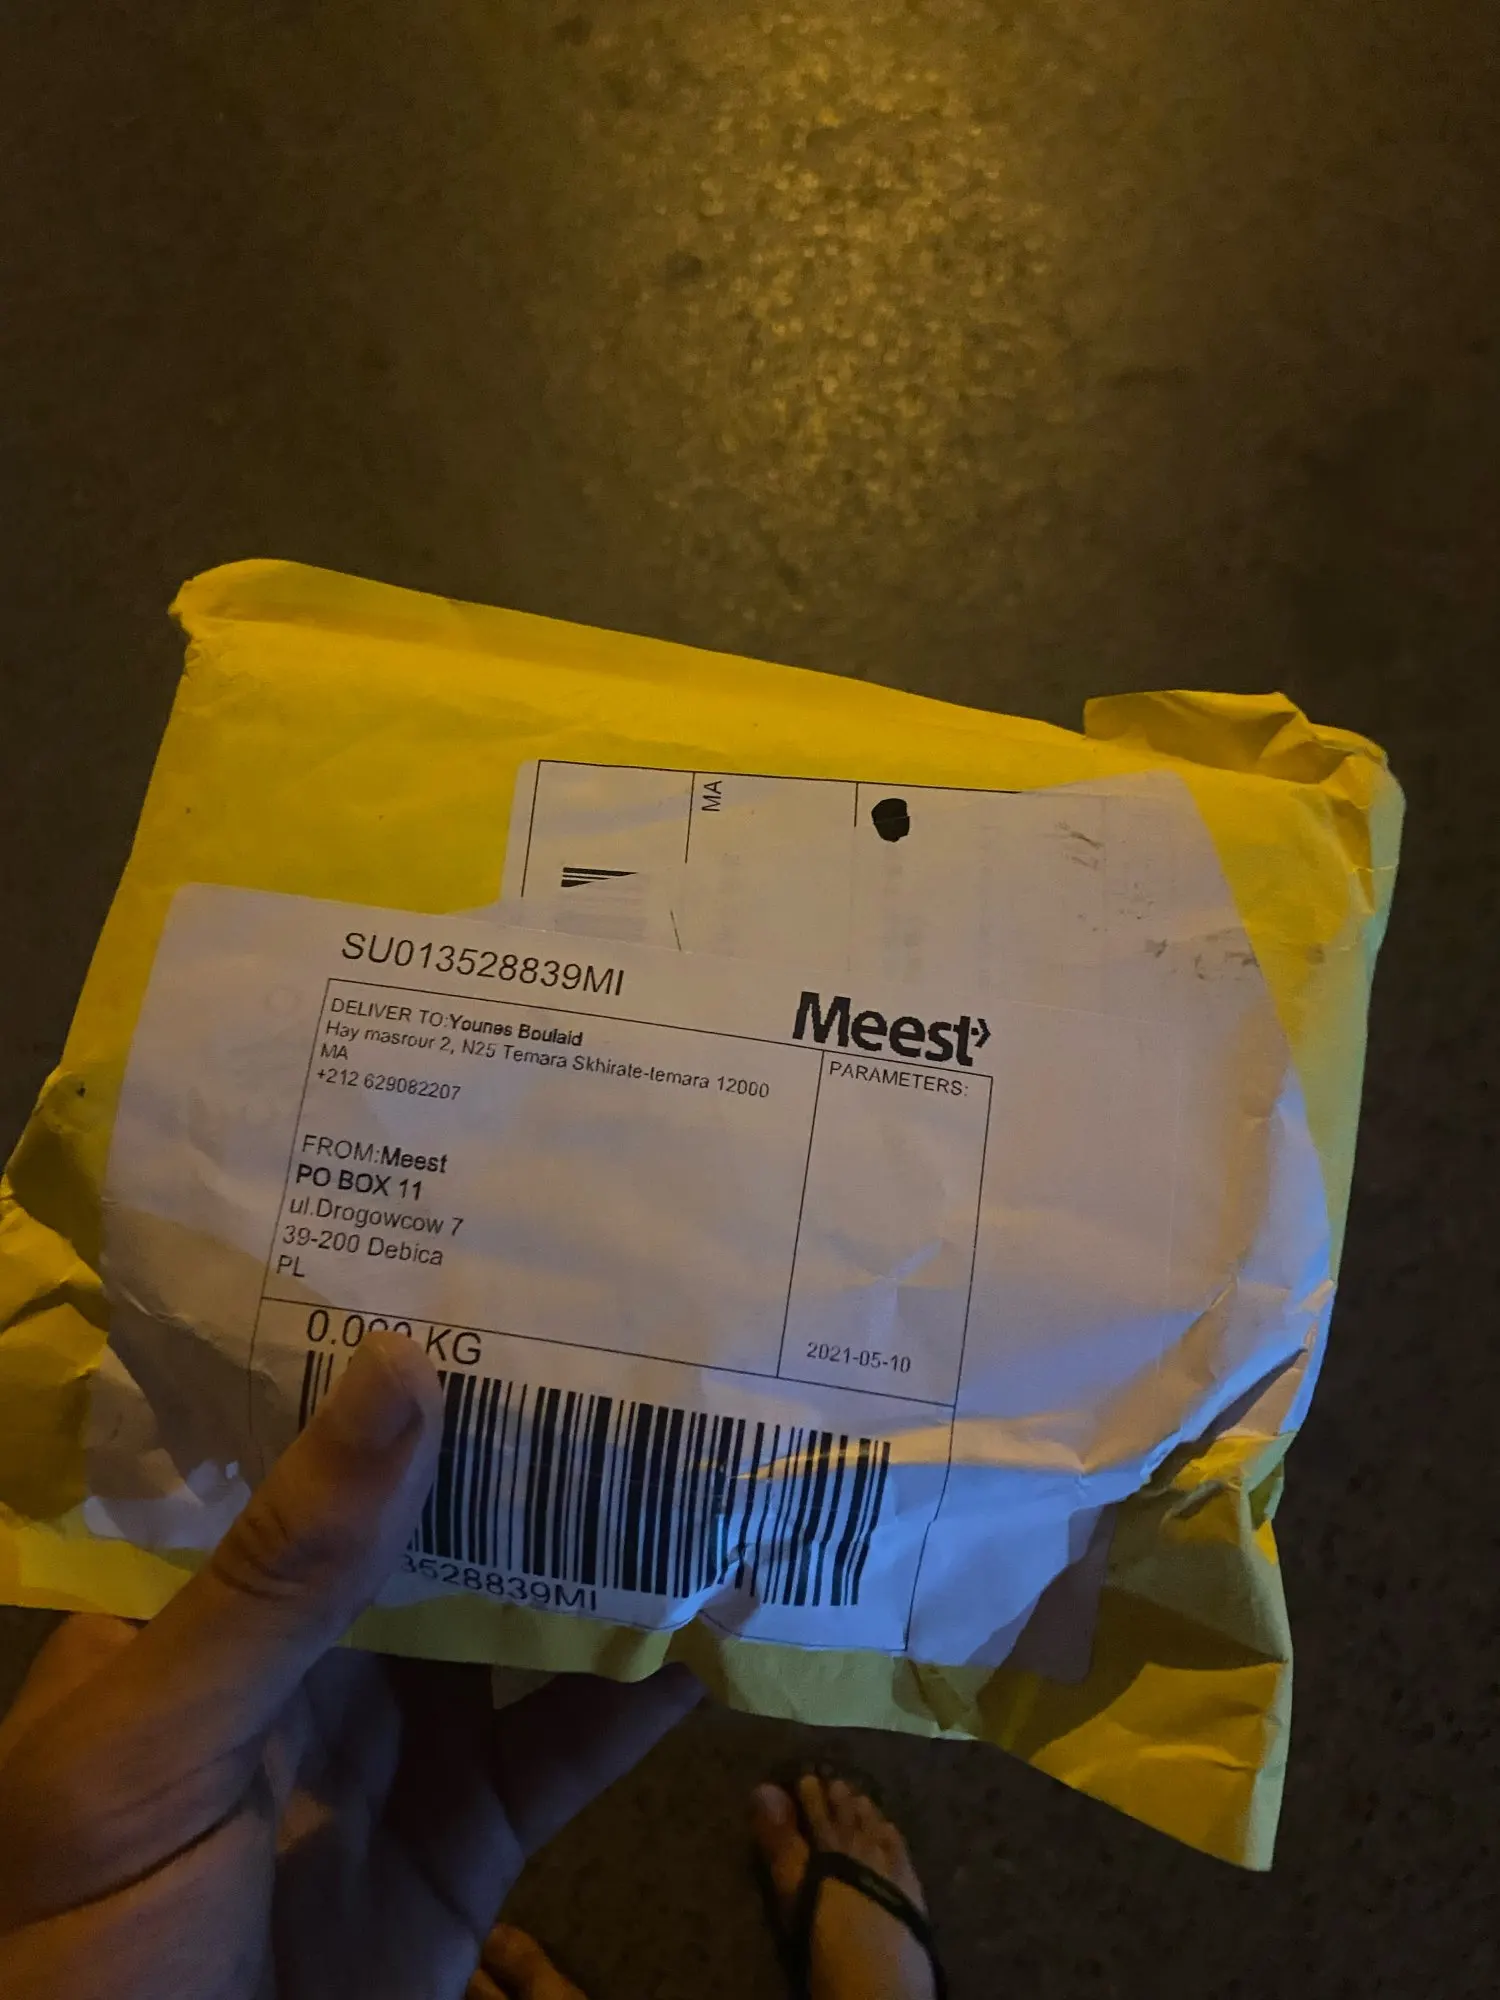 MA
SU013528839MI
Meest
DELIVER TO:Younes Boulaid
Hay masrour 2, N25 Temara Skhirate-temara 12000
MA
+212 629082207
PARAMETERS:
FROM:Meest
PO BOX 11
ul.Drogowcow 7
39-200 Debica
PL
2021-05-10
KG
3528839MI